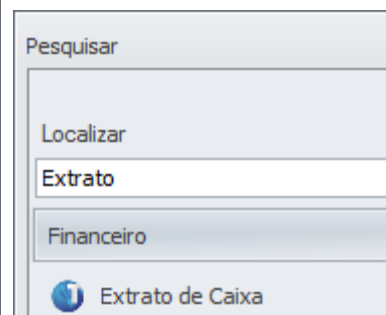 Pesquisar
Localizar
Extrato
Financeiro
Extrato de Caixa